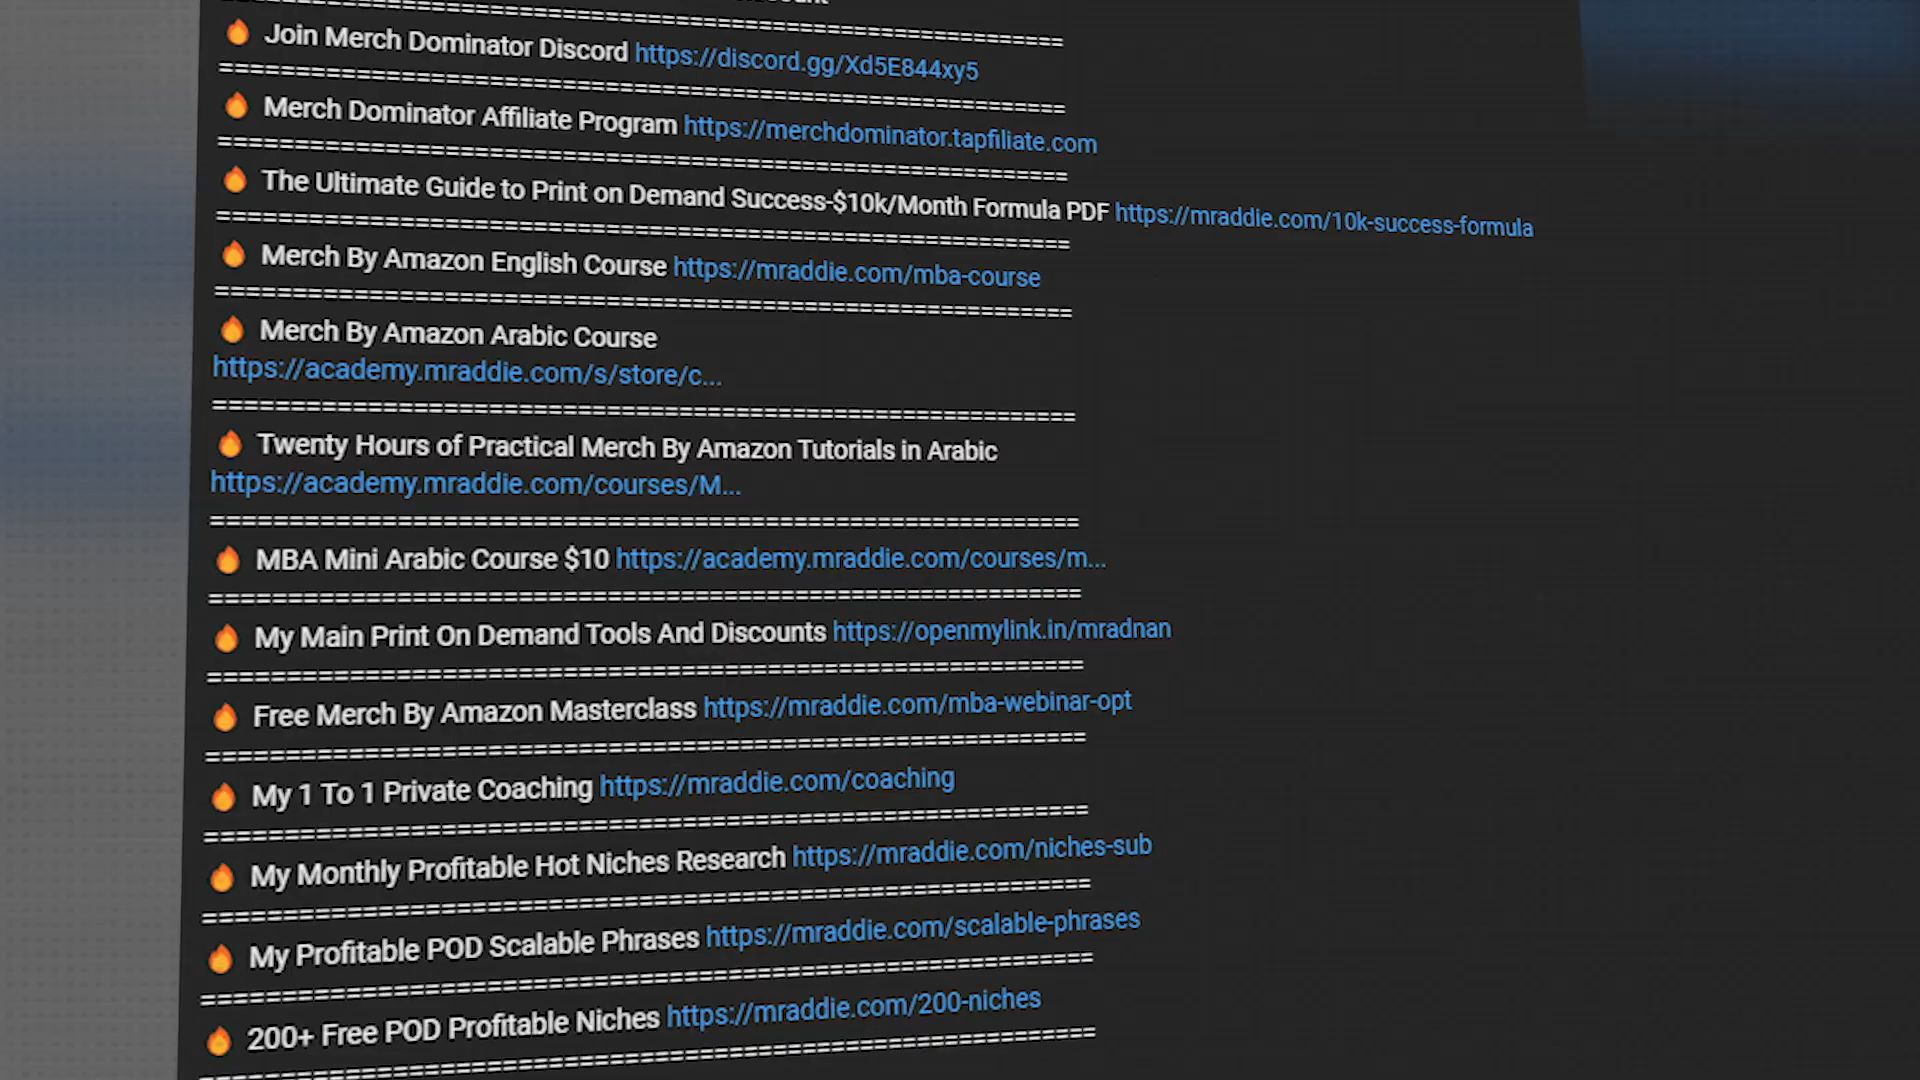 ==================================================
🔥 Join Merch Dominator Discord https://discord.gg/Xd5E844xy5
==================================================
🔥 Merch Dominator Affiliate Program https://merchdominator.tapfiliate.com
==================================================
🔥 The Ultimate Guide to Print on Demand Success-$10k/Month Formula PDF https://mraddie.com/10k-success-formula
==================================================
🔥 Merch By Amazon English Course https://mraddie.com/mba-course
==================================================
🔥 Merch By Amazon Arabic Course
https://academy.mraddie.com/s/store/c...
==================================================
🔥 Twenty Hours of Practical Merch By Amazon Tutorials in Arabic
https://academy.mraddie.com/courses/M...
==================================================
🔥 MBA Mini Arabic Course $10 https://academy.mraddie.com/courses/m...
==================================================
🔥 My Main Print On Demand Tools And Discounts https://openmylink.in/mradnan
==================================================
🔥 Free Merch By Amazon Masterclass https://mraddie.com/mba-webinar-opt
==================================================
🔥 My 1 To 1 Private Coaching https://mraddie.com/coaching
==================================================
🔥 My Monthly Profitable Hot Niches Research https://mraddie.com/niches-sub
==================================================
🔥 My Profitable POD Scalable Phrases https://mraddie.com/scalable-phrases
==================================================
🔥 200+ Free POD Profitable Niches https://mraddie.com/200-niches
==================================================